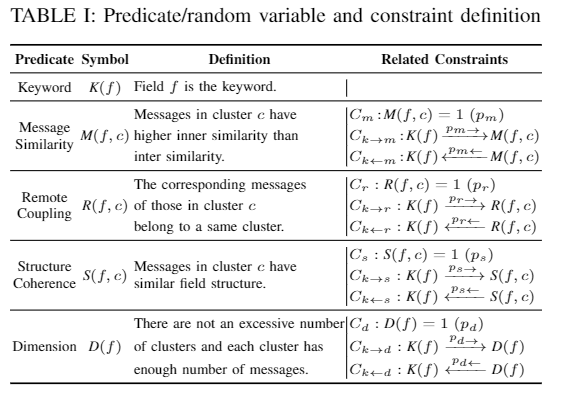 TABLE I: Predicate/random variable and constraint definition
Predicate Symbol Definition Related Constraints
Keyword K(f) Field f is the keyword.
Message Similarity M(f, c) Messages in cluster c have
higher inner similarity than
inter similarity.
C_m : M(f, c) = 1 (p_m)
C_{k→m} : K(f) —p_{m→}→ M(f, c)
C_{k←m} : K(f) ←p_{m←}— M(f, c)
Remote Coupling R(f, c) The corresponding messages
of those in cluster c
belong to a same cluster.
C_r : R(f, c) = 1 (p_r)
C_{k→r} : K(f) —p_{r→}→ R(f, c)
C_{k←r} : K(f) ←p_{r←}— R(f, c)
Structure Coherence S(f, c) Messages in cluster c have
similar field structure.
C_s : S(f, c) = 1 (p_s)
C_{k→s} : K(f) —p_{s→}→ S(f, c)
C_{k←s} : K(f) ←p_{s←}— S(f, c)
Dimension D(f) There are not an excessive number
of clusters and each cluster has
enough number of messages.
C_d : D(f) = 1 (p_d)
C_{k→d} : K(f) —p_{d→}→ D(f)
C_{k←d} : K(f) ←p_{d←}— D(f)